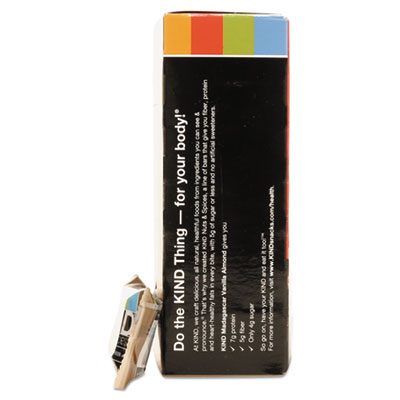 Do the KIND Thing — for your body!®
At KIND, we craft delicious, all natural, healthful foods from ingredients you can see &
pronounce.® That's why we created KIND Nuts & Spices, a line of bars that give you fiber, protein
and heart-healthy fats in every bite, with 5g of sugar or less and no artificial sweeteners.
KIND Madagascar Vanilla Almond gives you
✓ 7g protein
✓ 5g fiber
✓ Only 4g sugar
So go on, have your KIND and eat it too!™
For more information, visit www.KINDsnacks.com/health.